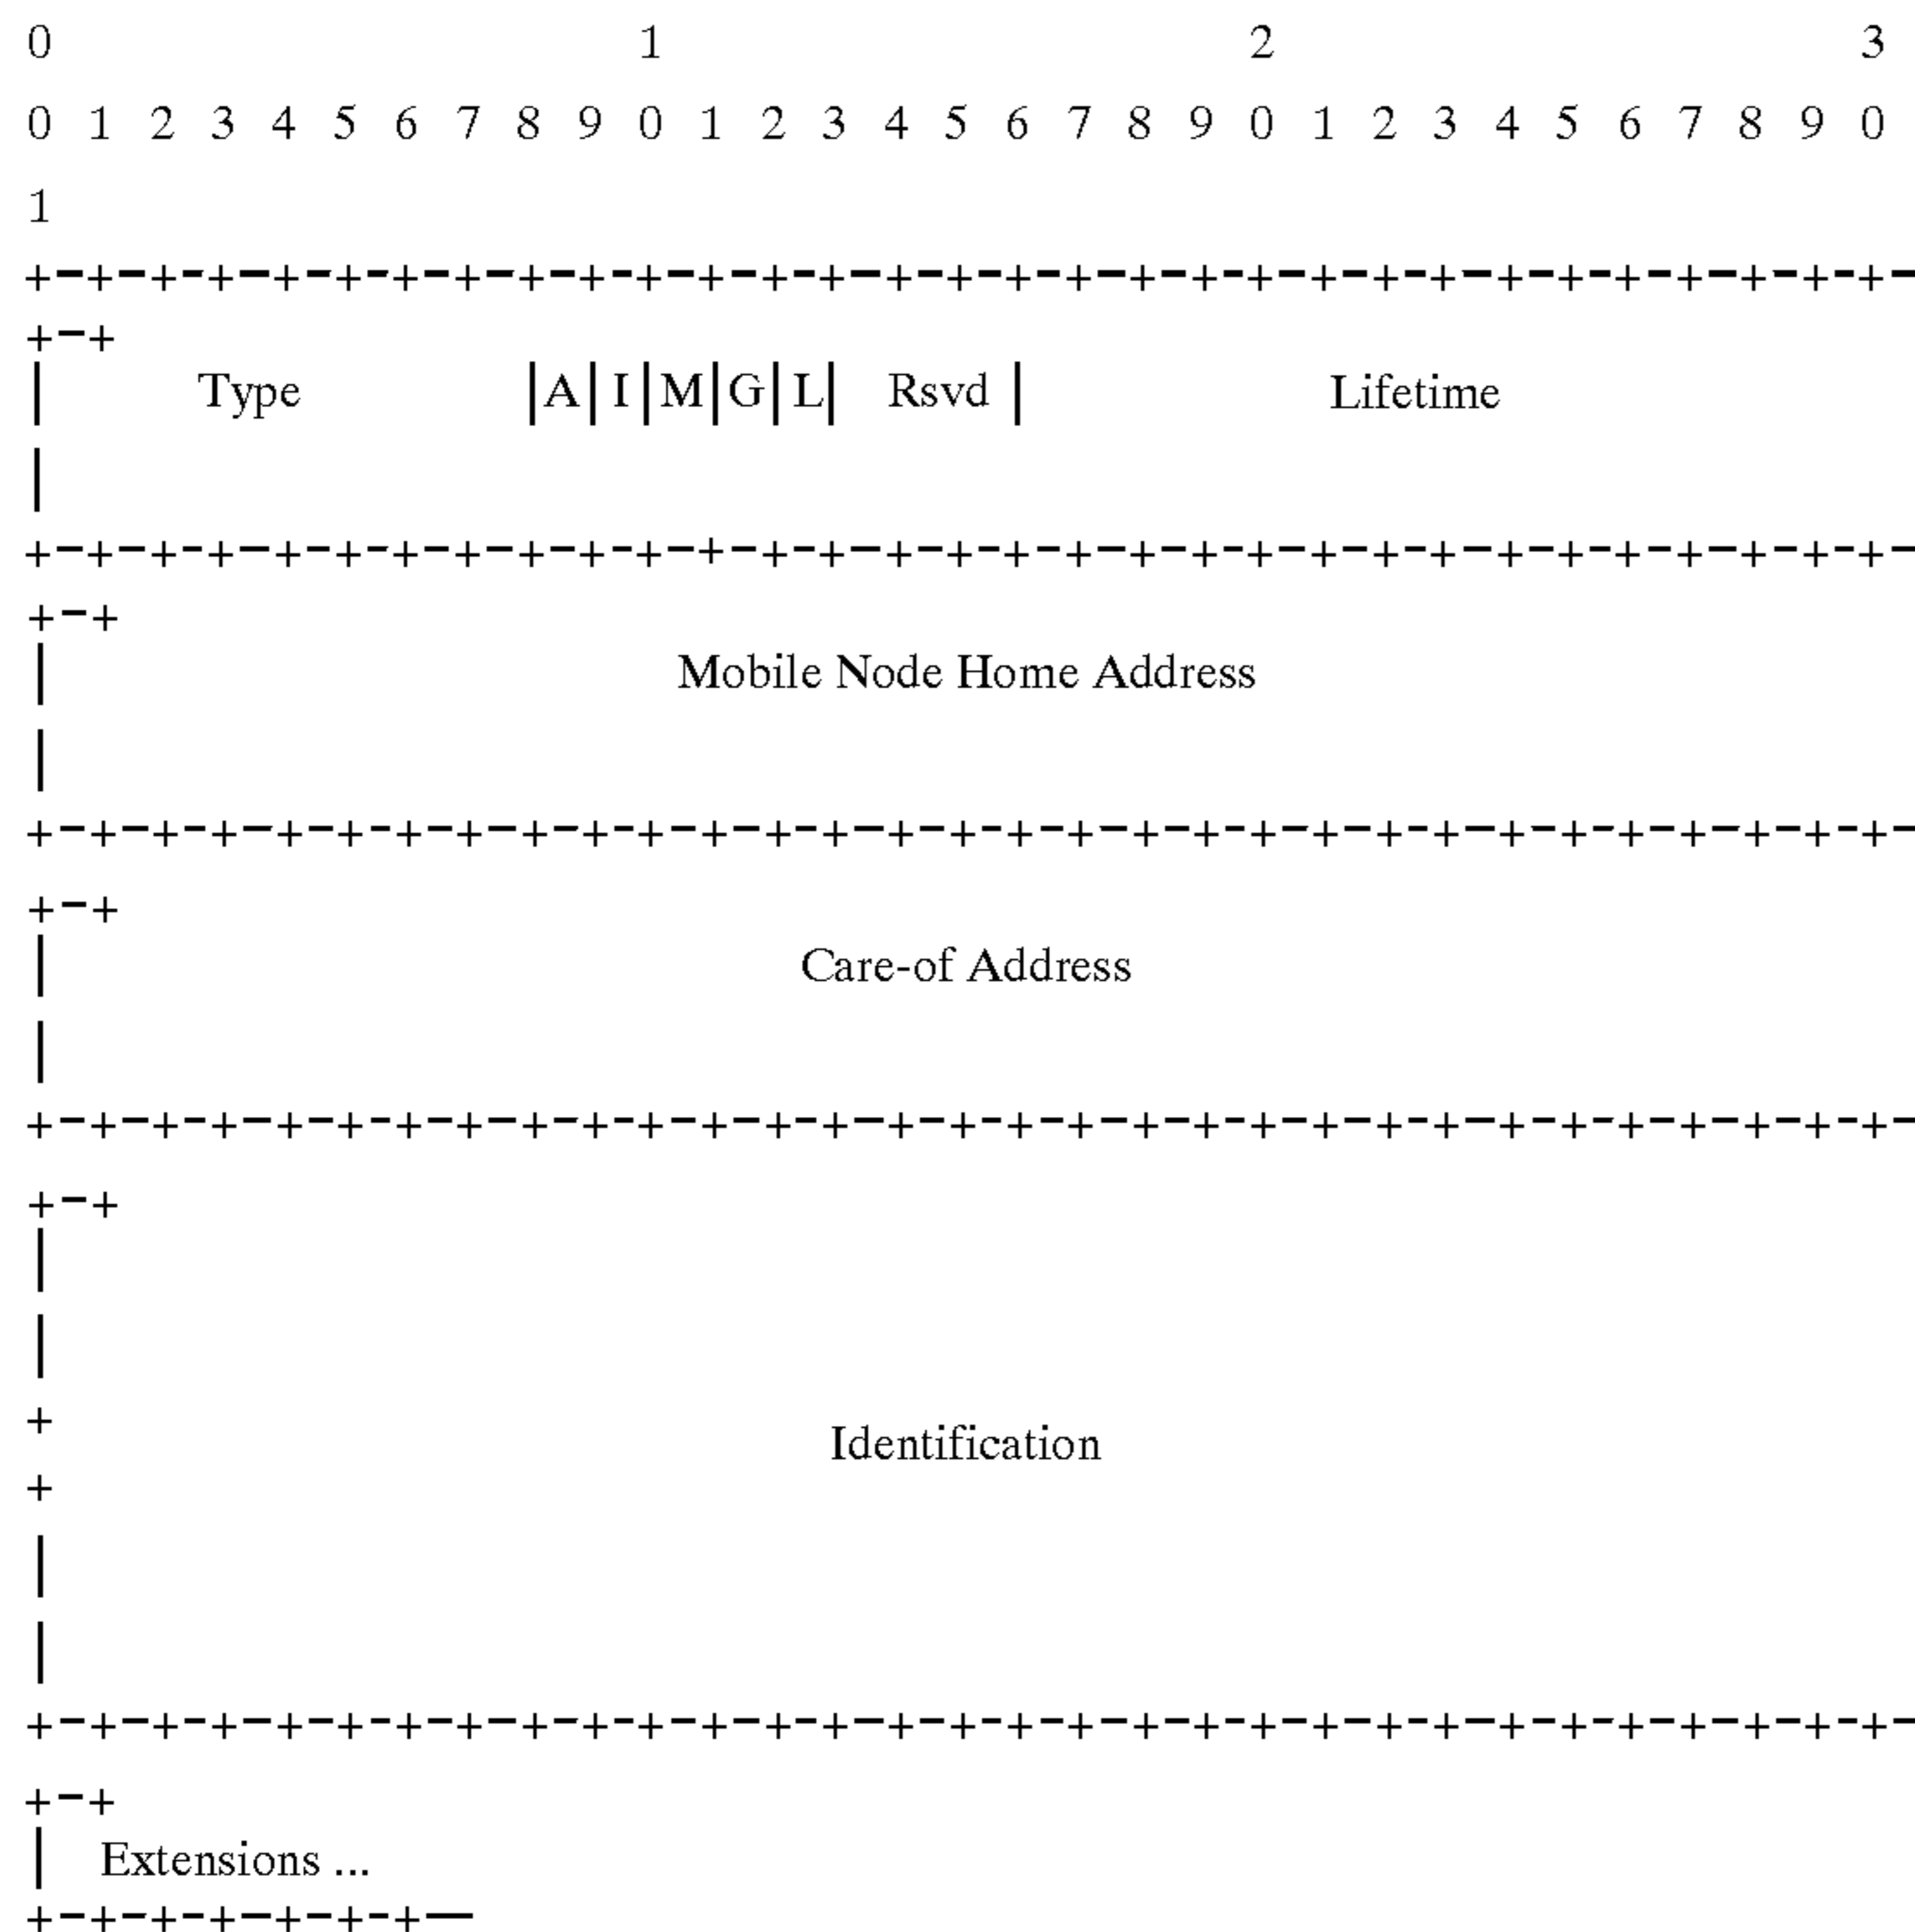 0 1 2 3
0 1 2 3 4 5 6 7 8 9 0 1 2 3 4 5 6 7 8 9 0 1 2 3 4 5 6 7 8 9 0
1
+-+-+-+-+-+-+-+-+-+-+-+-+-+-+-+-+-+-+-+-+-+-+-+-+-+-+-+-+-+-+-
+-+
| Type |A|I|M|G|L| Rsvd | Lifetime
|
+-+-+-+-+-+-+-+-+-+-+-+-+-+-+-+-+-+-+-+-+-+-+-+-+-+-+-+-+-+-+-
+-+
| Mobile Node Home Address
|
+-+-+-+-+-+-+-+-+-+-+-+-+-+-+-+-+-+-+-+-+-+-+-+-+-+-+-+-+-+-+-
+-+
| Care-of Address
|
+-+-+-+-+-+-+-+-+-+-+-+-+-+-+-+-+-+-+-+-+-+-+-+-+-+-+-+-+-+-+-
+-+
|
|
+ Identification
+
|
|
+-+-+-+-+-+-+-+-+-+-+-+-+-+-+-+-+-+-+-+-+-+-+-+-+-+-+-+-+-+-+-
+-+
| Extensions ...
+-+-+-+-+-+-+-